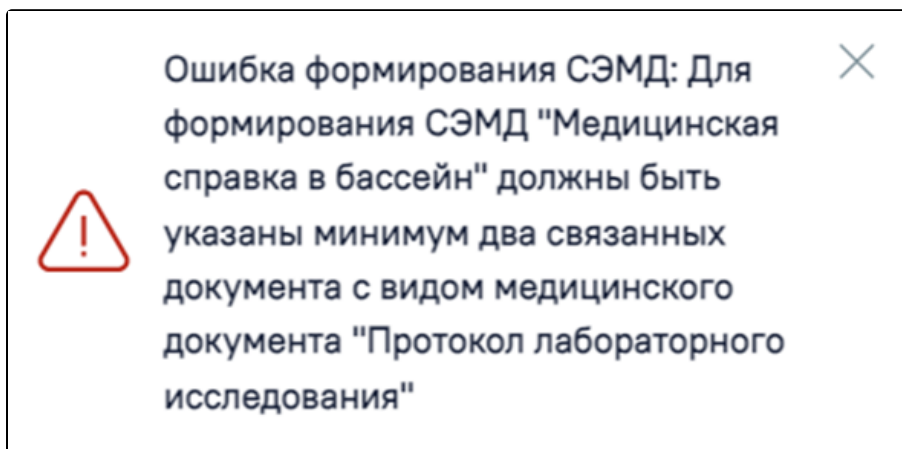 Ошибка формирования СЭМД: Для
формирования СЭМД "Медицинская
справка в бассейн" должны быть
указаны минимум два связанных
документа с видом медицинского
документа "Протокол лабораторного
исследования"